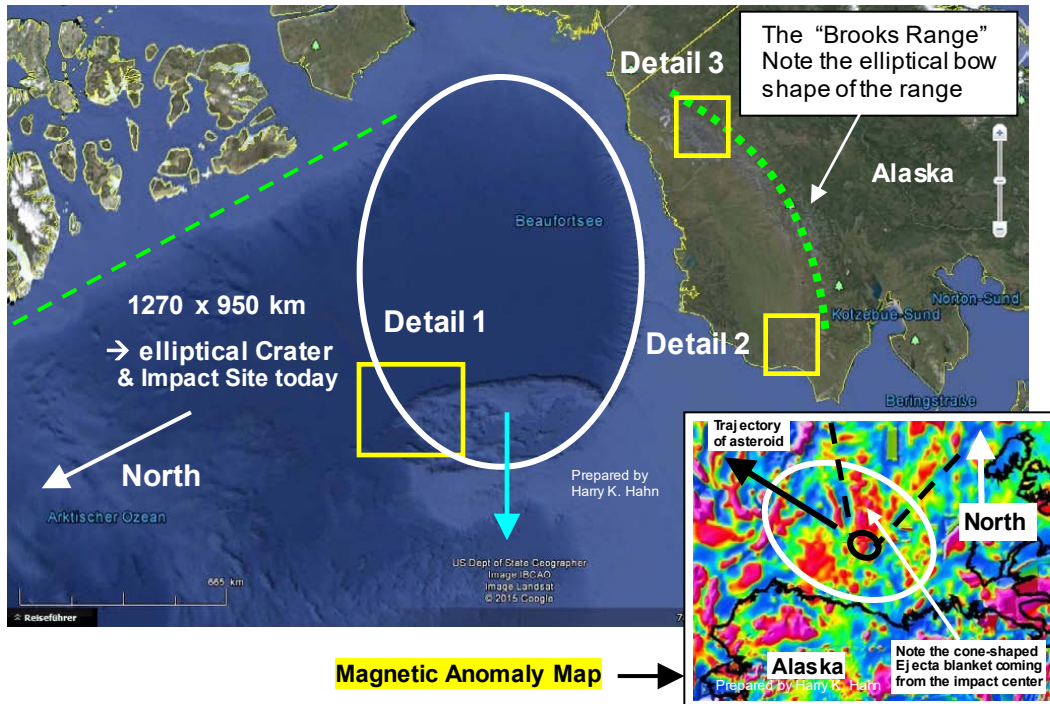 The “Brooks Range”
Note the elliptical bow
shape of the range
Detail 3
Alaska
Beaufortsee
1270 x 950 km
→ elliptical Crater
& Impact Site today
Detail 1
Detail 2
Norton-Sund
Kotzebue-Sund
Beringstraße
North
Arktischer Ozean
Prepared by
Harry K. Hahn
US Dept of State Geographer
Image IBCAO
Image Landsat
© 2015 Google
665 km
Reiseführer
Trajectory
of asteroid
North
Note the cone-shaped
Ejecta blanket coming
from the impact center
Alaska
Prepared by Harry K. Hahn
Magnetic Anomaly Map